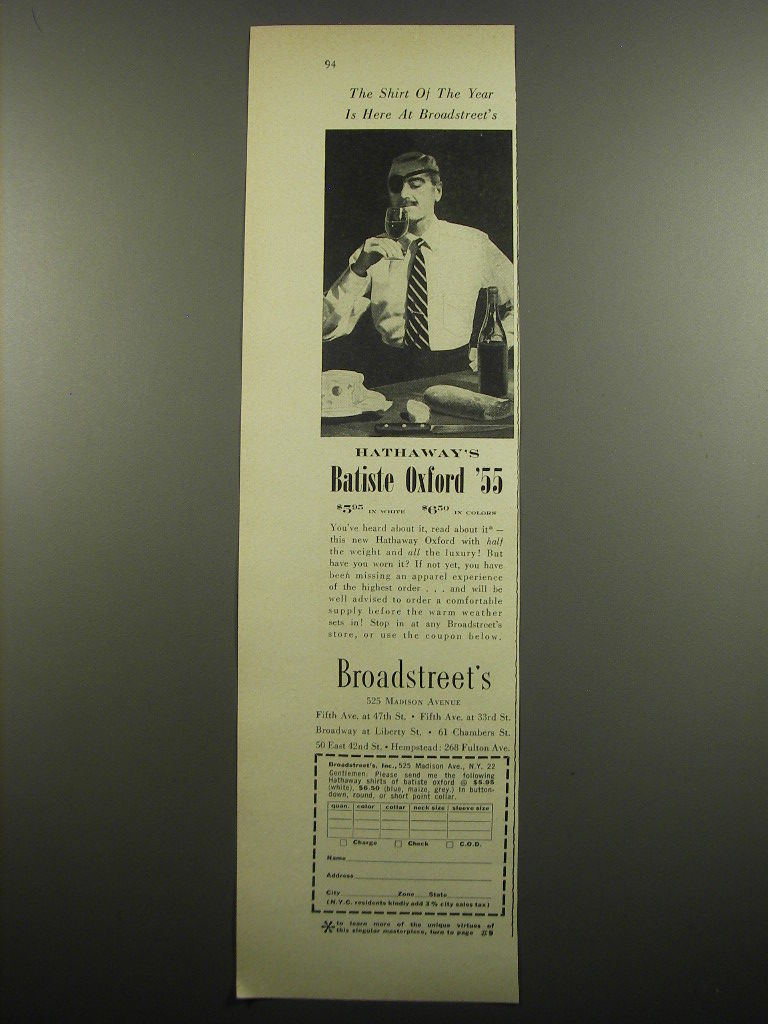 94
The Shirt Of The Year
Is Here At Broadstreet's
HATHAWAY'S
Batiste Oxford '55
$5.95 IN WHITE $6.50 IN COLORS
You've heard about it, read about it* —
this new Hathaway Oxford with half
the weight and all the luxury! But
have you worn it? If not yet, you have
been missing an apparel experience
of the highest order . . . and will be
well advised to order a comfortable
supply before the warm weather
sets in! Stop in at any Broadstreet's
store, or use the coupon below.
Broadstreet's
525 MADISON AVENUE
Fifth Ave. at 47th St. • Fifth Ave. at 33rd St.
Broadway at Liberty St. • 61 Chambers St.
50 East 42nd St. • Hempstead: 268 Fulton Ave.
Broadstreet's, Inc., 525 Madison Ave., N.Y. 22
Gentlemen: Please send me the following
Hathaway shirts of batiste oxford @ $5.95
(white), $6.50 (blue, maize, grey.) In button-
down, round, or short point collar.
quan. color collar neck size sleeve size
Charge Check C.O.D.
Name
Address
City Zone State
(N.Y.C. residents kindly add 3% city sales tax)
* to learn more of the unique virtues of
this singular masterpiece, turn to page 89